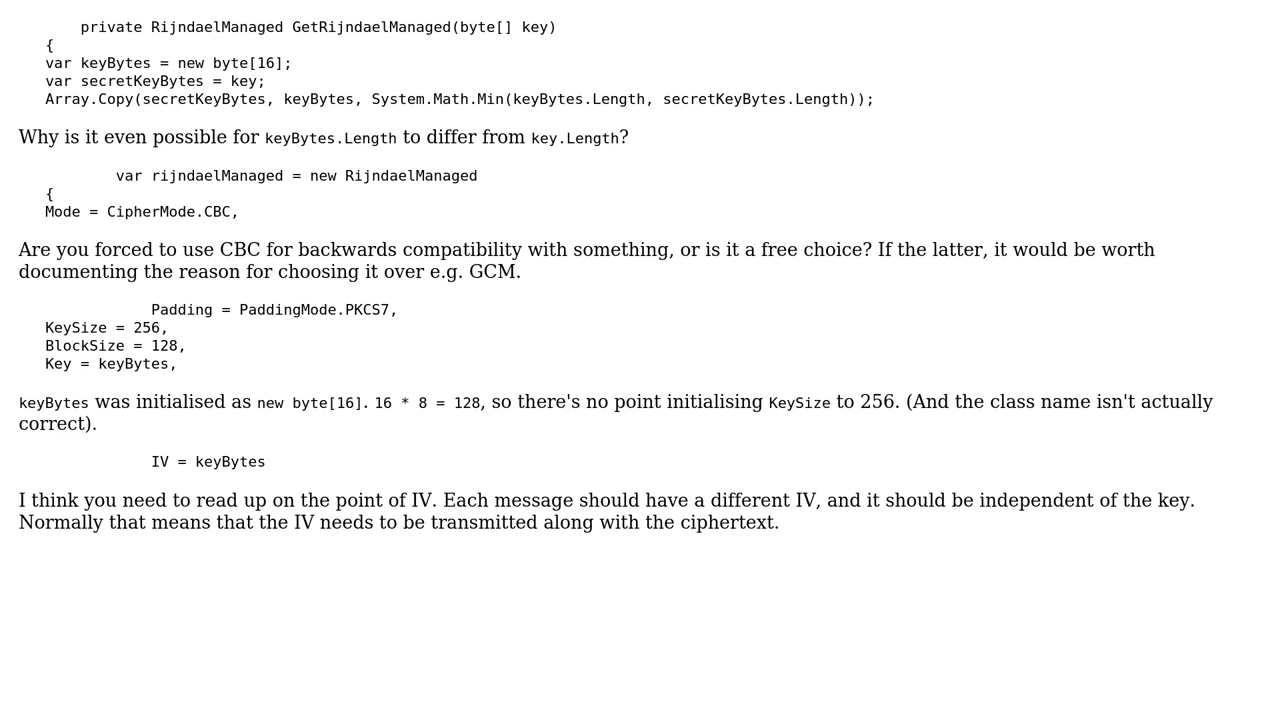 private RijndaelManaged GetRijndaelManaged(byte[] key)
{
var keyBytes = new byte[16];
var secretKeyBytes = key;
Array.Copy(secretKeyBytes, keyBytes, System.Math.Min(keyBytes.Length, secretKeyBytes.Length));
Why is it even possible for keyBytes.Length to differ from key.Length?
var rijndaelManaged = new RijndaelManaged
{
Mode = CipherMode.CBC,
Are you forced to use CBC for backwards compatibility with something, or is it a free choice? If the latter, it would be worth
documenting the reason for choosing it over e.g. GCM.
Padding = PaddingMode.PKCS7,
KeySize = 256,
BlockSize = 128,
Key = keyBytes,
keyBytes was initialised as new byte[16]. 16 * 8 = 128, so there's no point initialising KeySize to 256. (And the class name isn't actually
correct).
IV = keyBytes
I think you need to read up on the point of IV. Each message should have a different IV, and it should be independent of the key.
Normally that means that the IV needs to be transmitted along with the ciphertext.